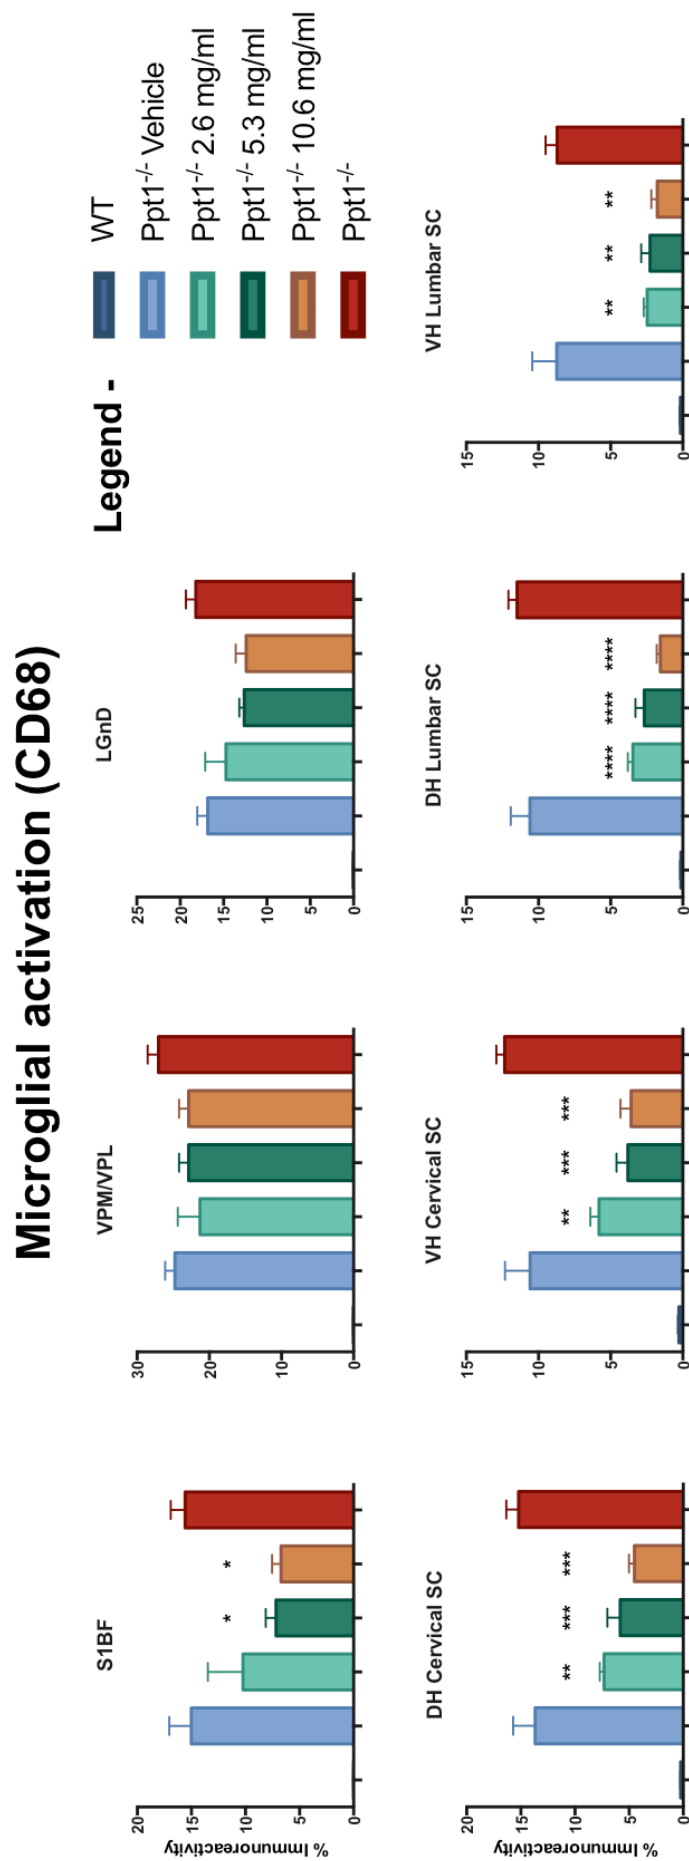 Microglial activation (CD68)
S1BF
VPM/VPL
LGnD
Legend -
WT
Ppt1-/- Vehicle
Ppt1-/- 2.6 mg/ml
Ppt1-/- 5.3 mg/ml
Ppt1-/- 10.6 mg/ml
Ppt1-/-
% Immunoreactivity
20
15
10
5
0
* *
30
20
10
0
25
20
15
10
5
0
DH Cervical SC
VH Cervical SC
DH Lumbar SC
VH Lumbar SC
% Immunoreactivity
20
15
10
5
0
** *** ***
15
10
5
0
** *** ***
15
10
5
0
**** **** ****
15
10
5
0
** ** **